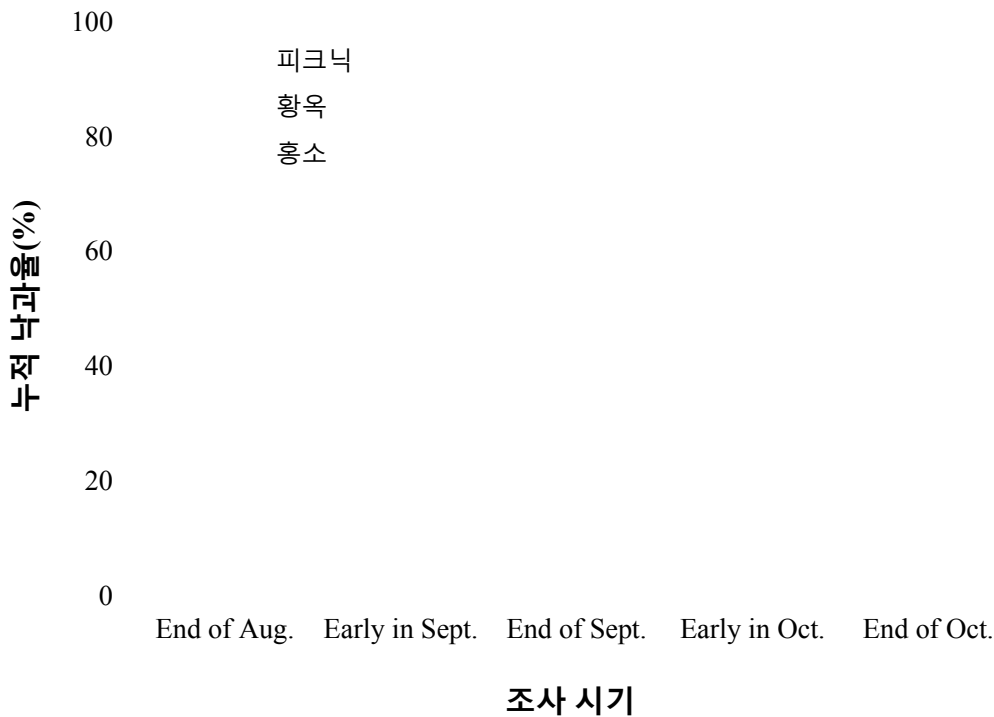 100
80
60
40
20
0
누적 낙과율(%)
피크닉
황옥
홍소
End of Aug. Early in Sept. End of Sept. Early in Oct. End of Oct.
조사 시기